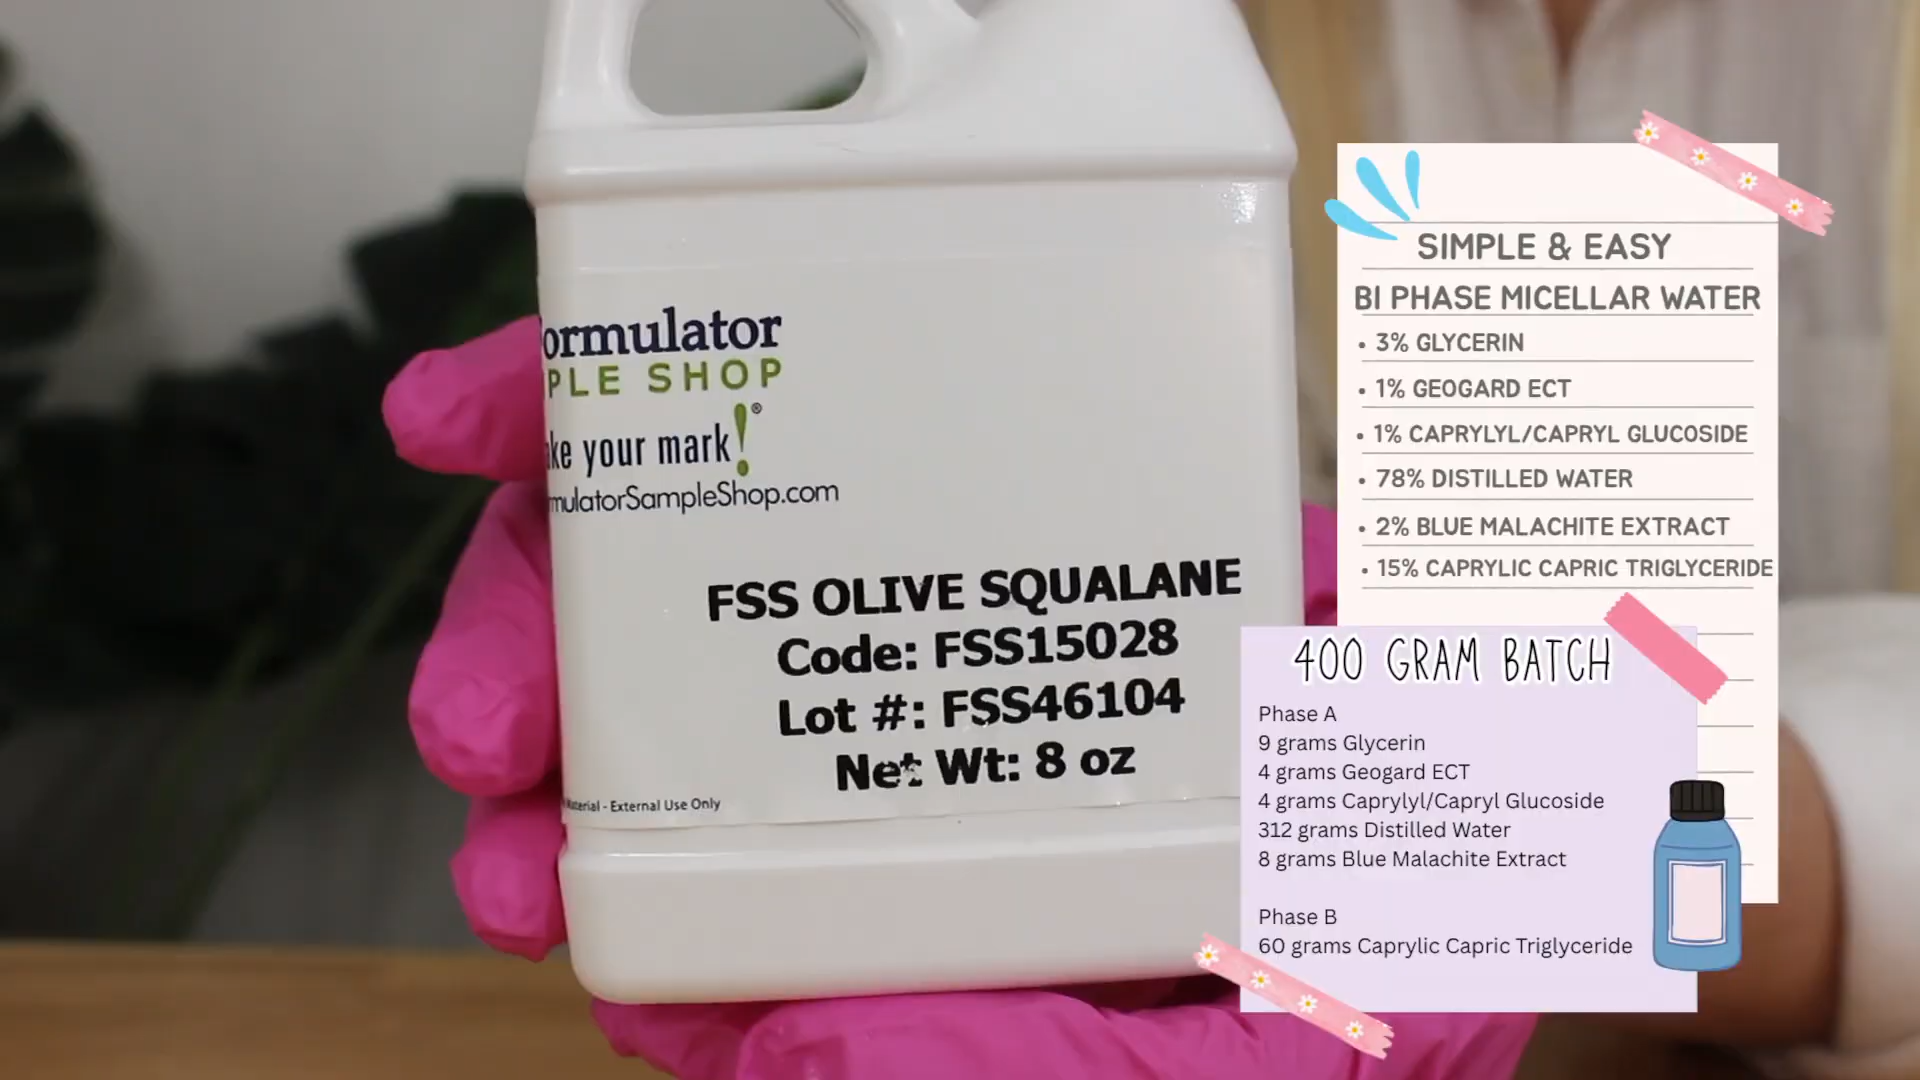 ormulator
PLE SHOP
ake your mark!®
mulatorSampleShop.com
FSS OLIVE SQUALANE
Code: FSS15028
Lot #: FSS46104
Net Wt: 8 oz
Material - External Use Only
SIMPLE & EASY
BI PHASE MICELLAR WATER
• 3% GLYCERIN
• 1% GEOGARD ECT
• 1% CAPRYLYL/CAPRYL GLUCOSIDE
• 78% DISTILLED WATER
• 2% BLUE MALACHITE EXTRACT
• 15% CAPRYLIC CAPRIC TRIGLYCERIDE
400 GRAM BATCH
Phase A
9 grams Glycerin
4 grams Geogard ECT
4 grams Caprylyl/Capryl Glucoside
312 grams Distilled Water
8 grams Blue Malachite Extract
Phase B
60 grams Caprylic Capric Triglyceride